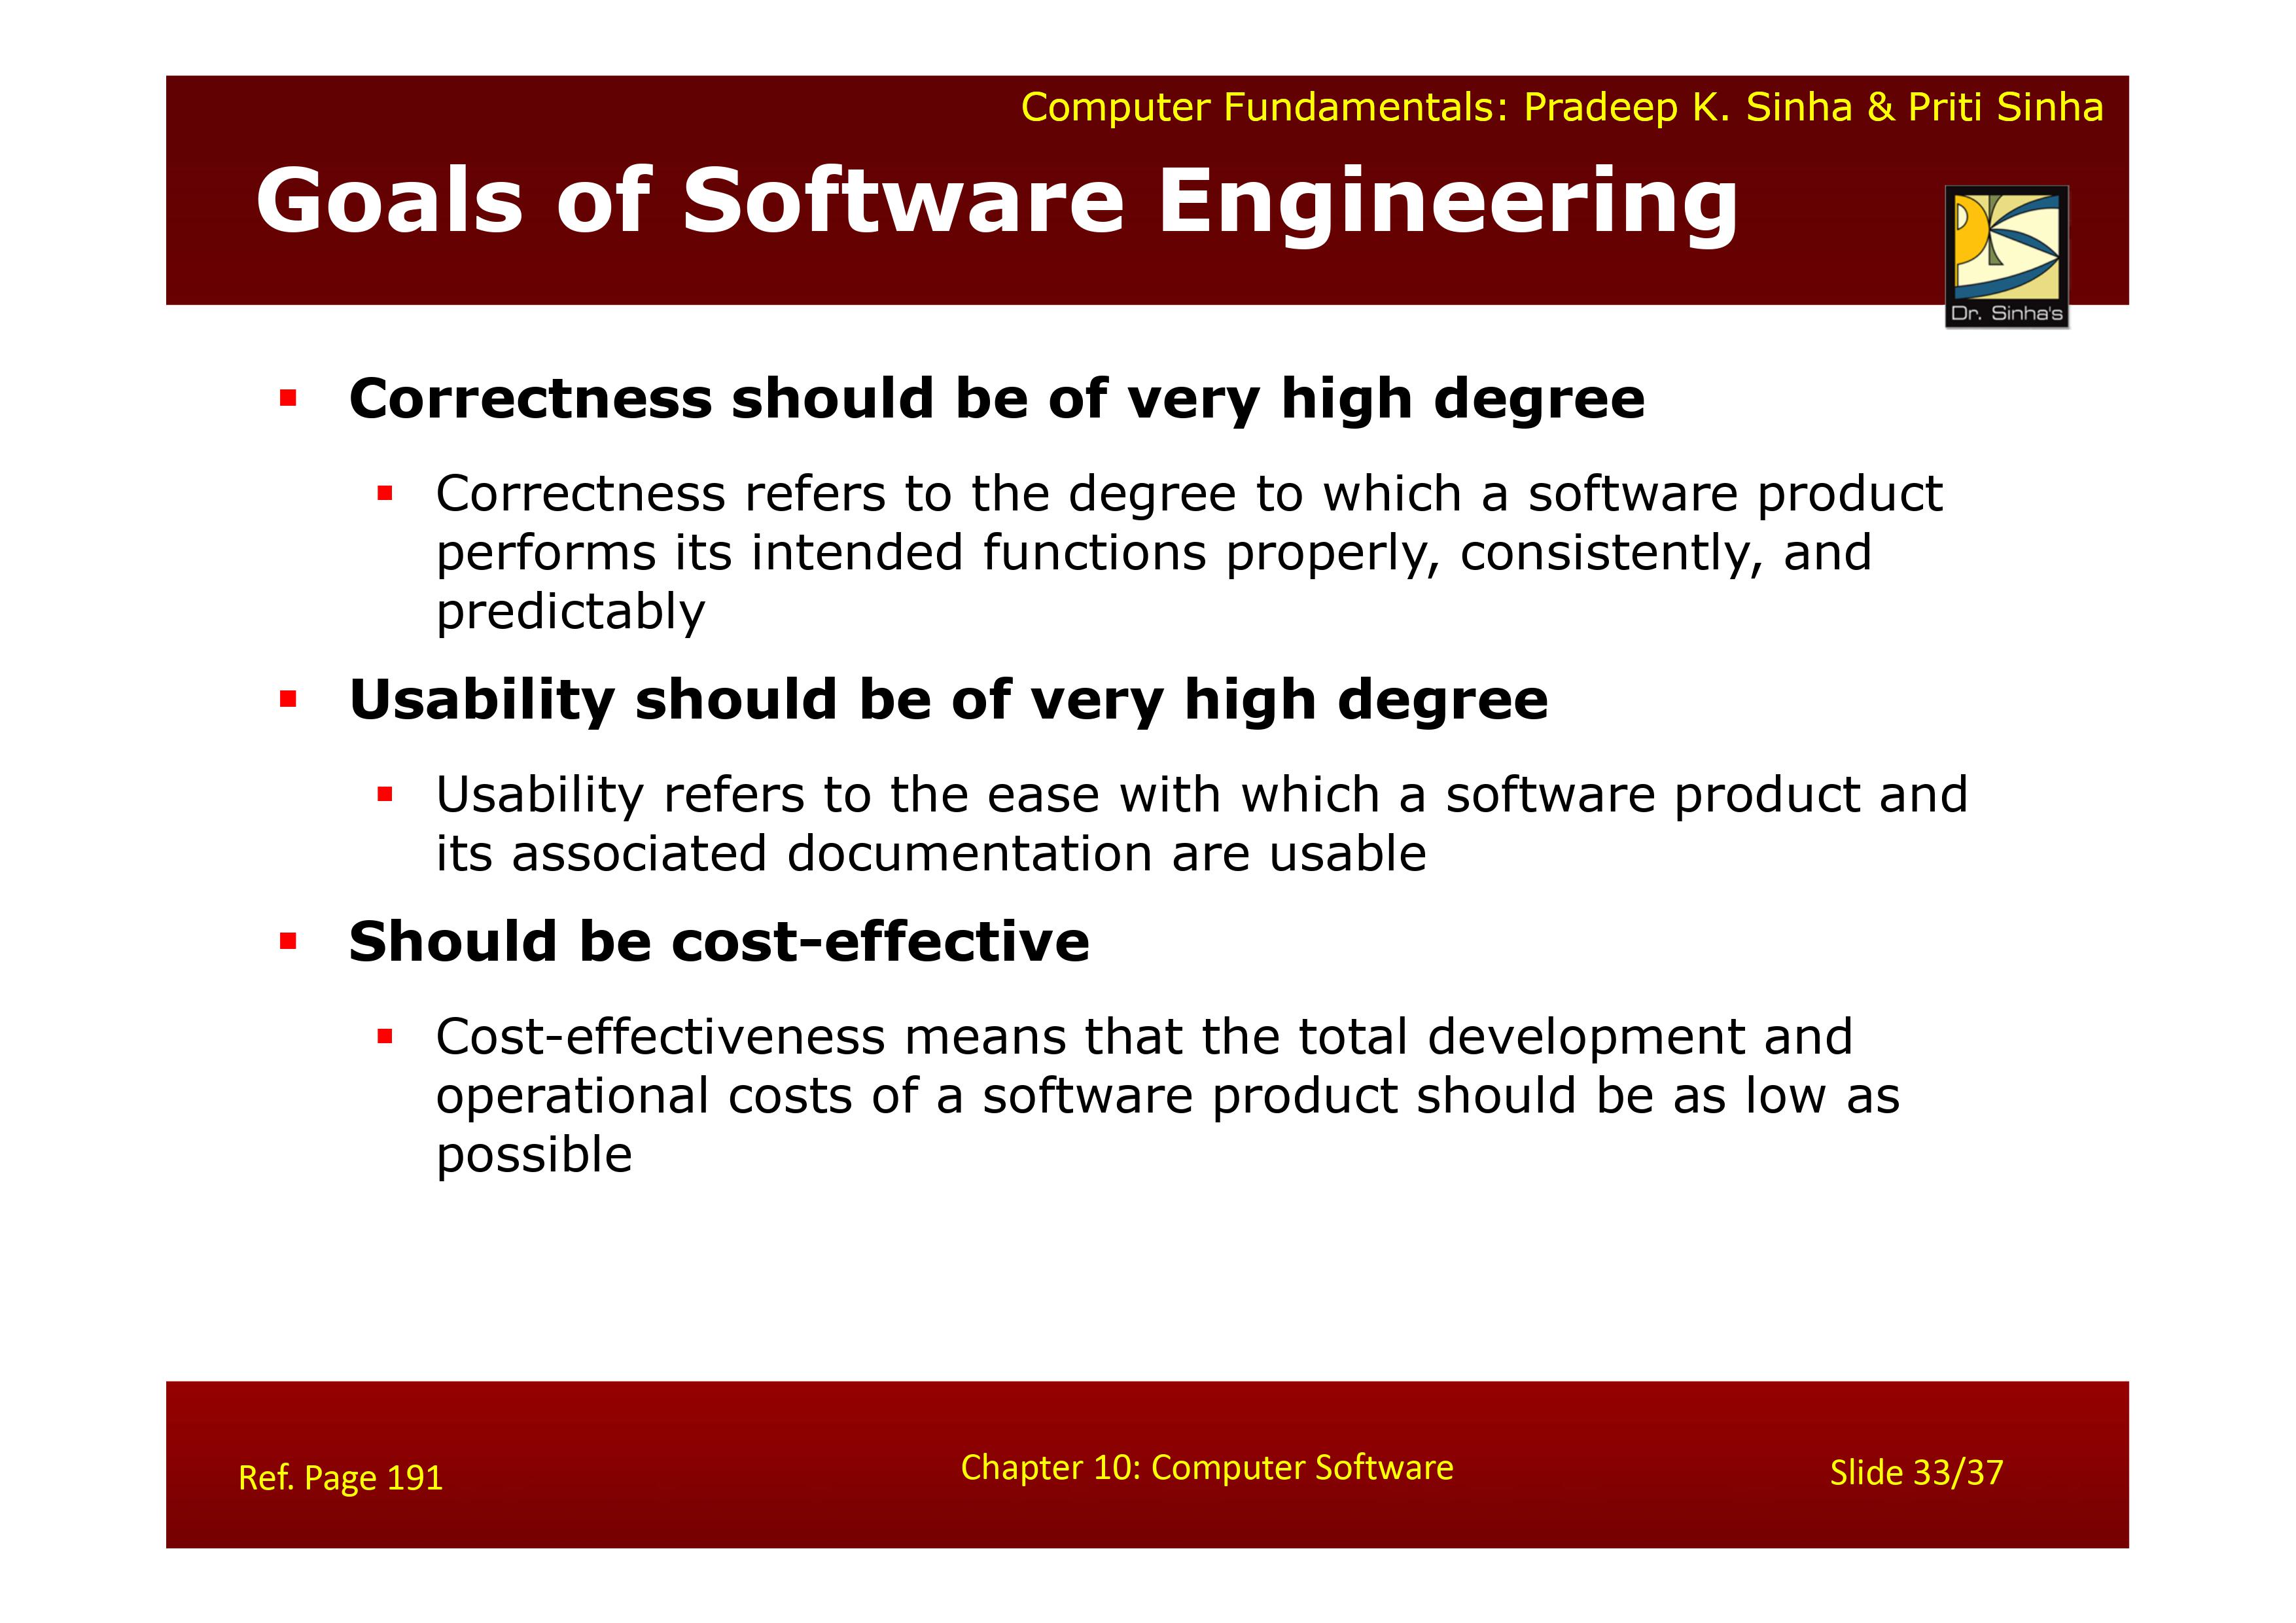 Computer Fundamentals: Pradeep K. Sinha & Priti Sinha
Goals of Software Engineering
Dr. Sinha's
▪ Correctness should be of very high degree
▪ Correctness refers to the degree to which a software product
performs its intended functions properly, consistently, and
predictably
▪ Usability should be of very high degree
▪ Usability refers to the ease with which a software product and
its associated documentation are usable
▪ Should be cost-effective
▪ Cost-effectiveness means that the total development and
operational costs of a software product should be as low as
possible
Ref. Page 191
Chapter 10: Computer Software
Slide 33/37